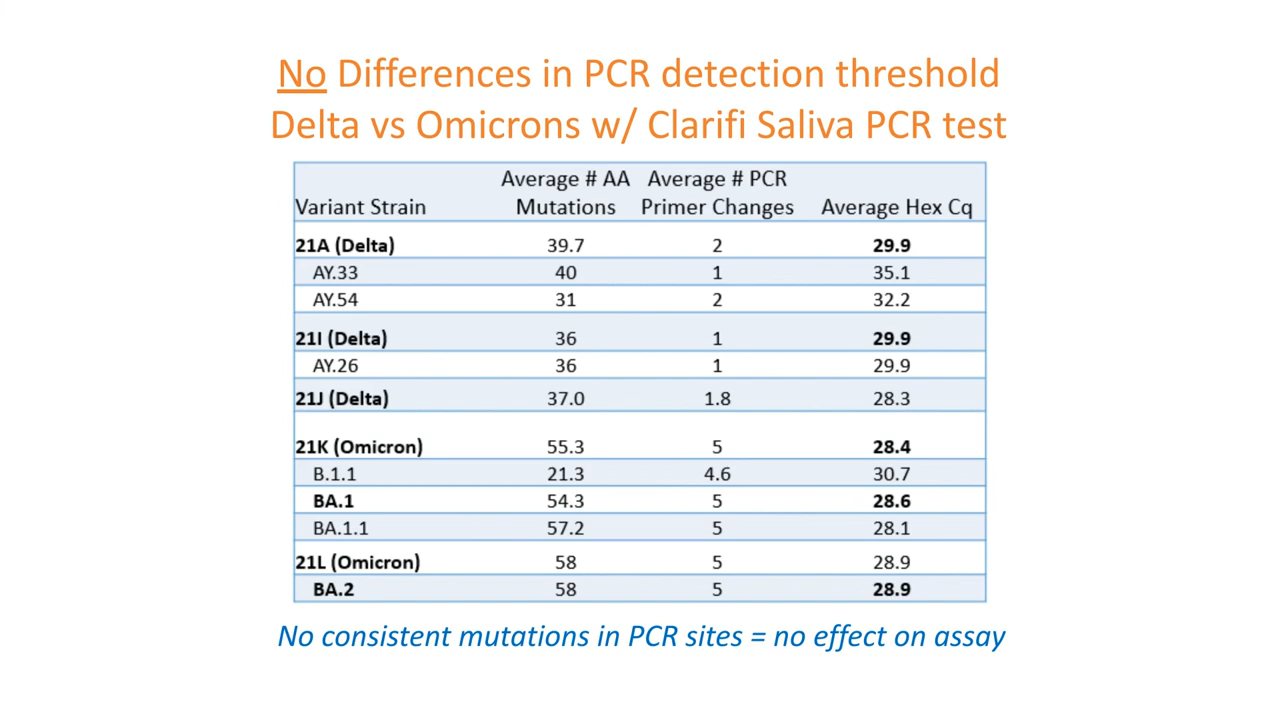 No Differences in PCR detection threshold
Delta vs Omicrons w/ Clarifi Saliva PCR test
Variant Strain Average # AA Mutations Average # PCR Primer Changes Average Hex Cq
21A (Delta) 39.7 2 29.9
AY.33 40 1 35.1
AY.54 31 2 32.2
21I (Delta) 36 1 29.9
AY.26 36 1 29.9
21J (Delta) 37.0 1.8 28.3
21K (Omicron) 55.3 5 28.4
B.1.1 21.3 4.6 30.7
BA.1 54.3 5 28.6
BA.1.1 57.2 5 28.1
21L (Omicron) 58 5 28.9
BA.2 58 5 28.9
No consistent mutations in PCR sites = no effect on assay